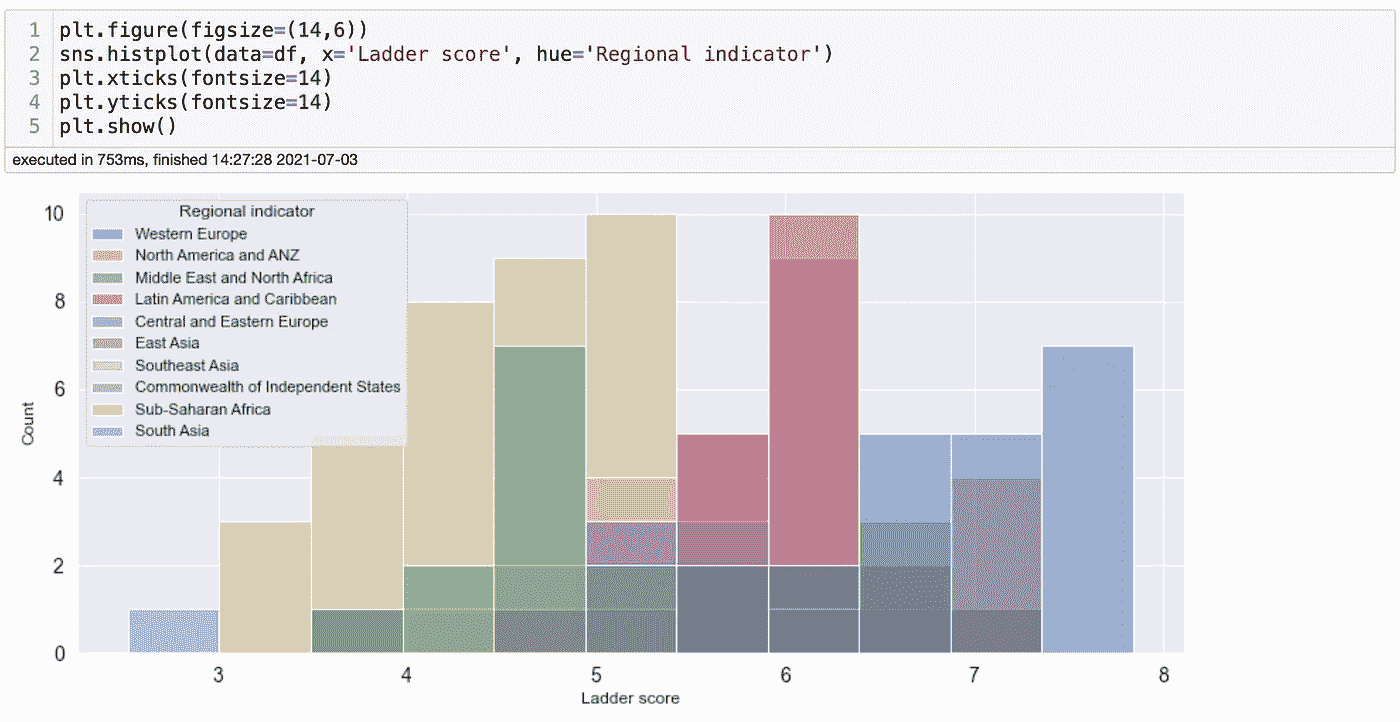 1 plt.figure(figsize=(14,6))
2 sns.histplot(data=df, x='Ladder score', hue='Regional indicator')
3 plt.xticks(fontsize=14)
4 plt.yticks(fontsize=14)
5 plt.show()
executed in 753ms, finished 14:27:28 2021-07-03
Regional indicator
Western Europe
North America and ANZ
Middle East and North Africa
Latin America and Caribbean
Central and Eastern Europe
East Asia
Southeast Asia
Commonwealth of Independent States
Sub-Saharan Africa
South Asia
10
8
6
4
2
0
Count
3 4 5 6 7 8
Ladder score